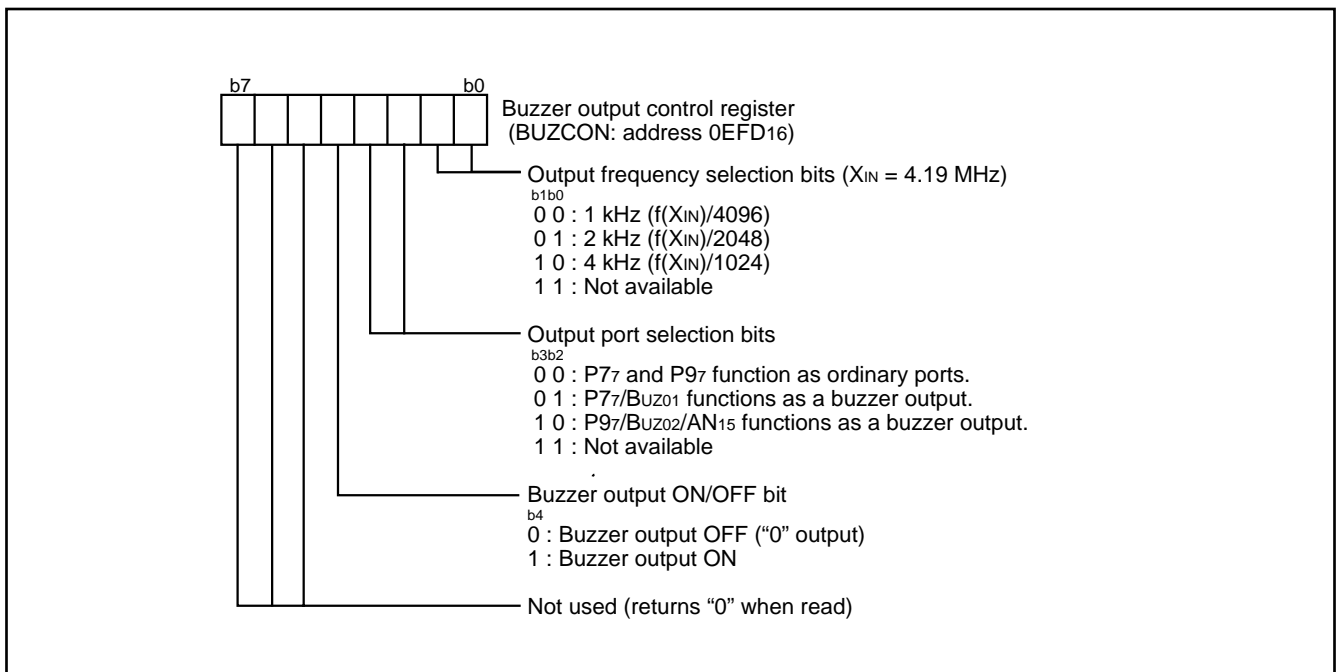 b7 b0
Buzzer output control register
(BUZCON: address 0EFD16)
Output frequency selection bits (XIN = 4.19 MHz)
b1b0
0 0 : 1 kHz (f(XIN)/4096)
0 1 : 2 kHz (f(XIN)/2048)
1 0 : 4 kHz (f(XIN)/1024)
1 1 : Not available
Output port selection bits
b3b2
0 0 : P77 and P97 function as ordinary ports.
0 1 : P77/BUZ01 functions as a buzzer output.
1 0 : P97/BUZ02/AN15 functions as a buzzer output.
1 1 : Not available
Buzzer output ON/OFF bit
b4
0 : Buzzer output OFF (“0” output)
1 : Buzzer output ON
Not used (returns “0” when read)